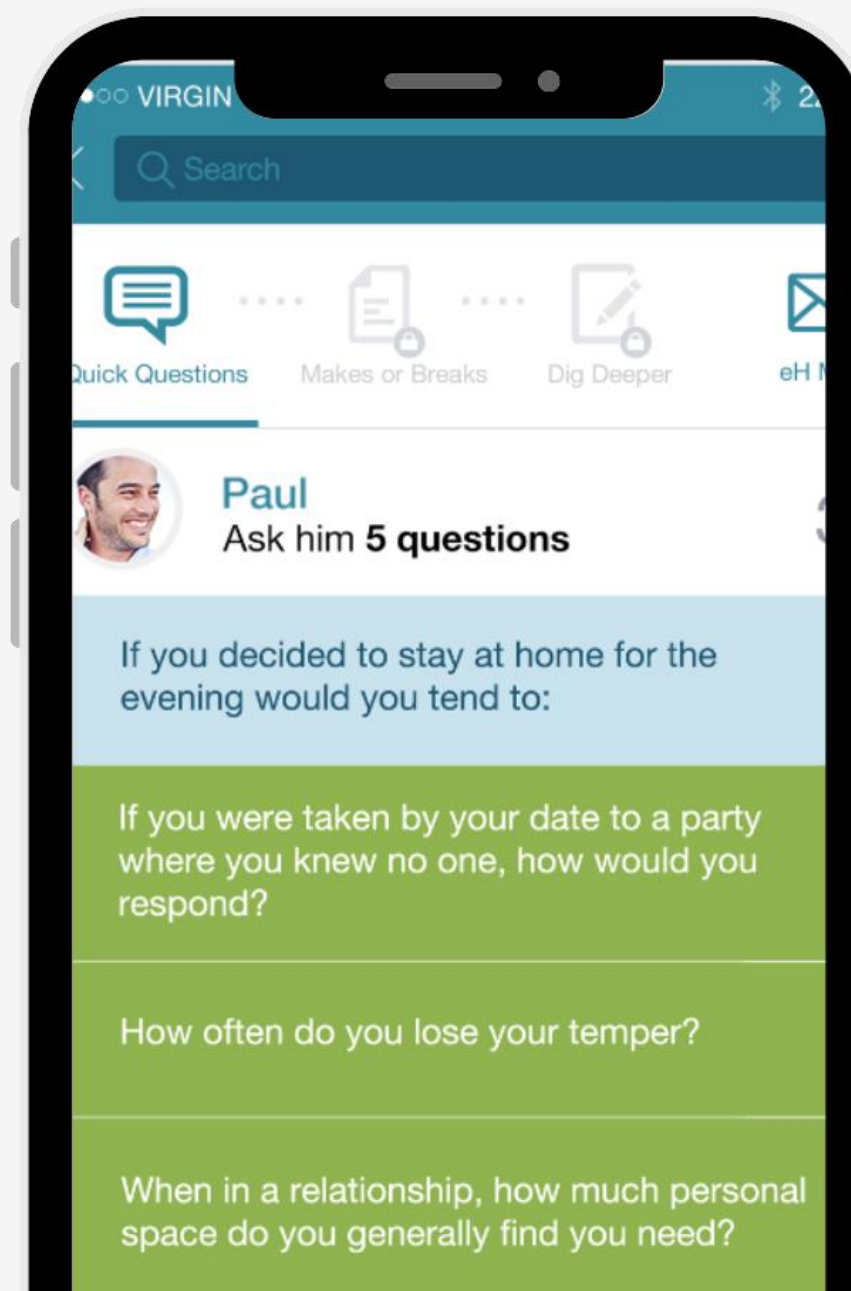 VIRGIN
Search
Quick Questions
Makes or Breaks
Dig Deeper
eH
Paul
Ask him 5 questions
If you decided to stay at home for the
evening would you tend to:
If you were taken by your date to a party
where you knew no one, how would you
respond?
How often do you lose your temper?
When in a relationship, how much personal
space do you generally find you need?